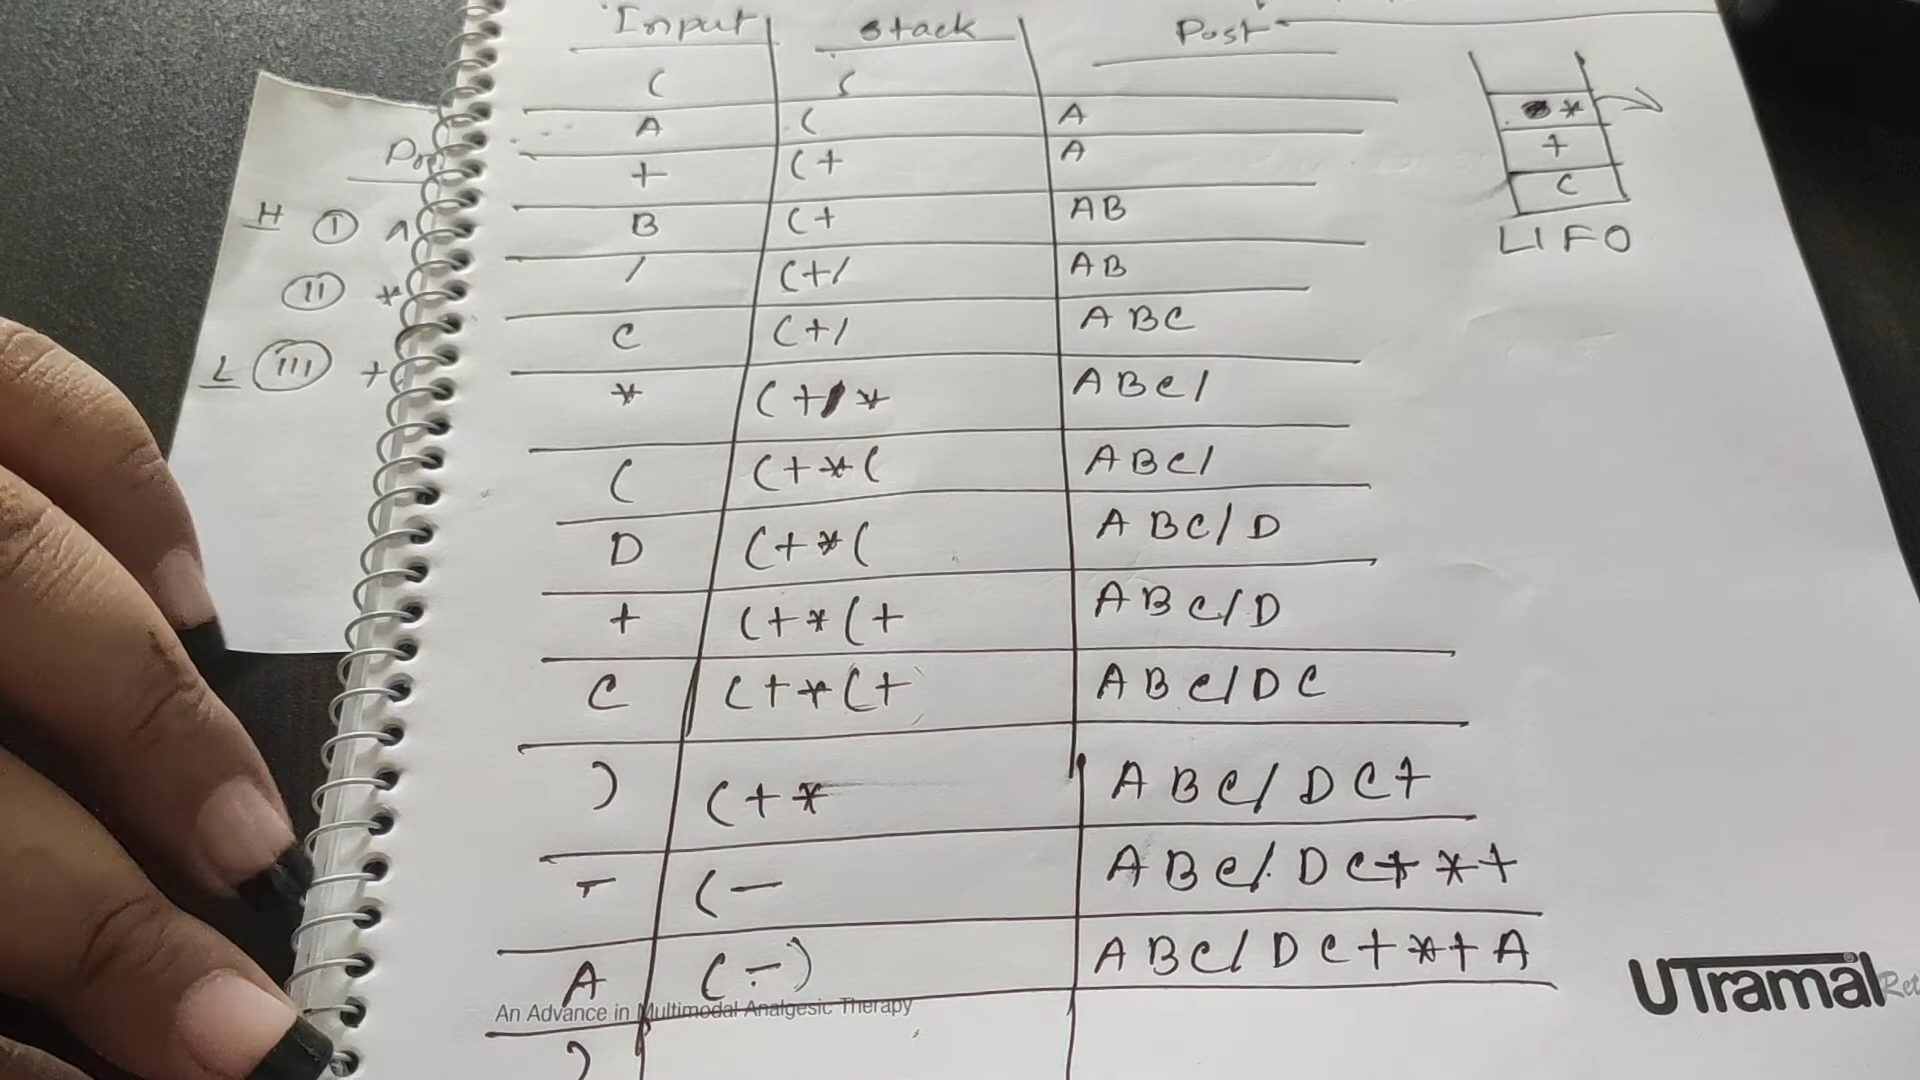 Input stack Post
( (
A ( A
+ (+ A
B (+ AB
/ (+/ AB
C (+/ ABC
* (+ * ABC/
( (+*( ABC/
D (+*( ABC/D
+ (+*(+ ABC/D
C (+*(+ ABC/DC
) (+* ABC/DC+
- (- ABC/DC+*+
A (-) ABC/DC+*+A
)
*
+
C
LIFO
H I ^
II *
L III +
An Advance in Multimodal Analgesic Therapy
UTramal